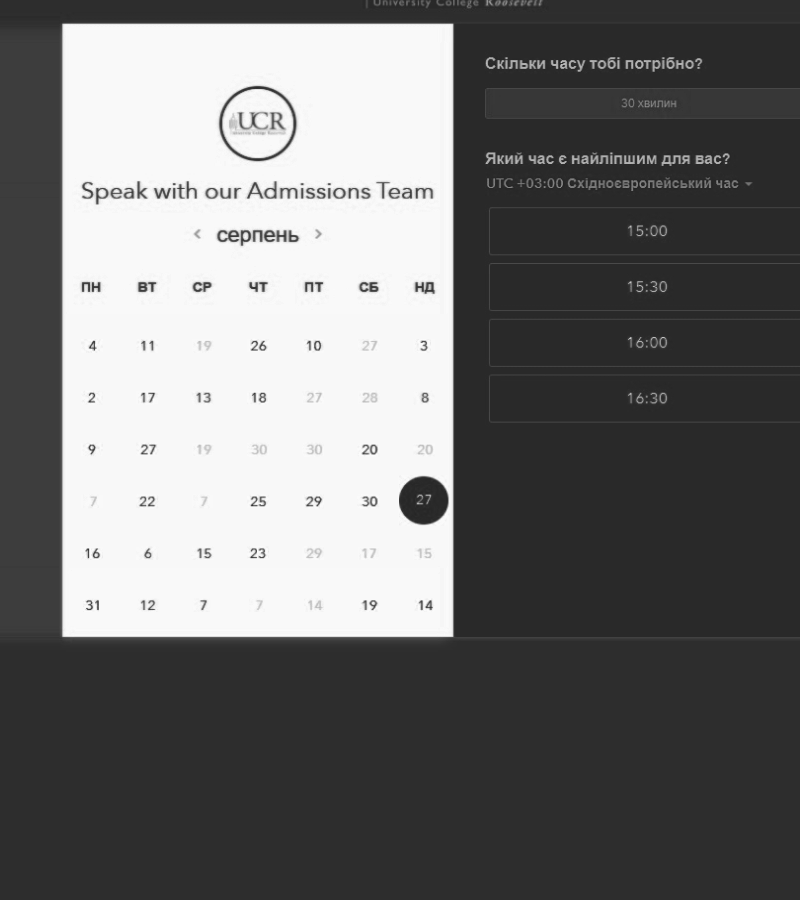 | University College Roosevelt
UCR
Speak with our Admissions Team
< серпень >
ПН ВТ СР ЧТ ПТ СБ НД
4 11 19 26 10 27 3
2 17 13 18 27 28 8
9 27 19 30 30 20 20
7 22 7 25 29 30 27
16 6 15 23 29 17 15
31 12 7 7 14 19 14
Скільки часу тобі потрібно?
30 хвилин
Який час є найліпшим для вас?
UTC +03:00 Східноєвропейський час
15:00
15:30
16:00
16:30